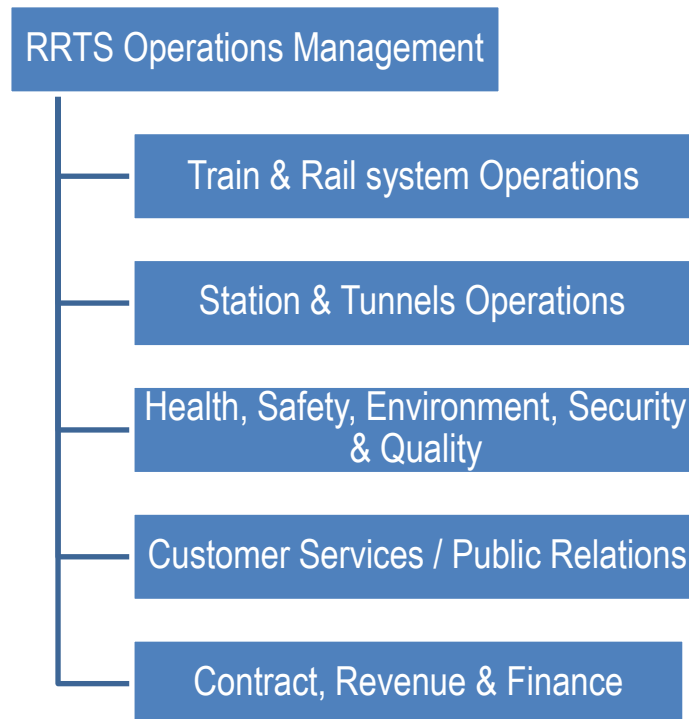 RRTS Operations Management
Train & Rail system Operations
Station & Tunnels Operations
Health, Safety, Environment, Security
& Quality
Customer Services / Public Relations
Contract, Revenue & Finance